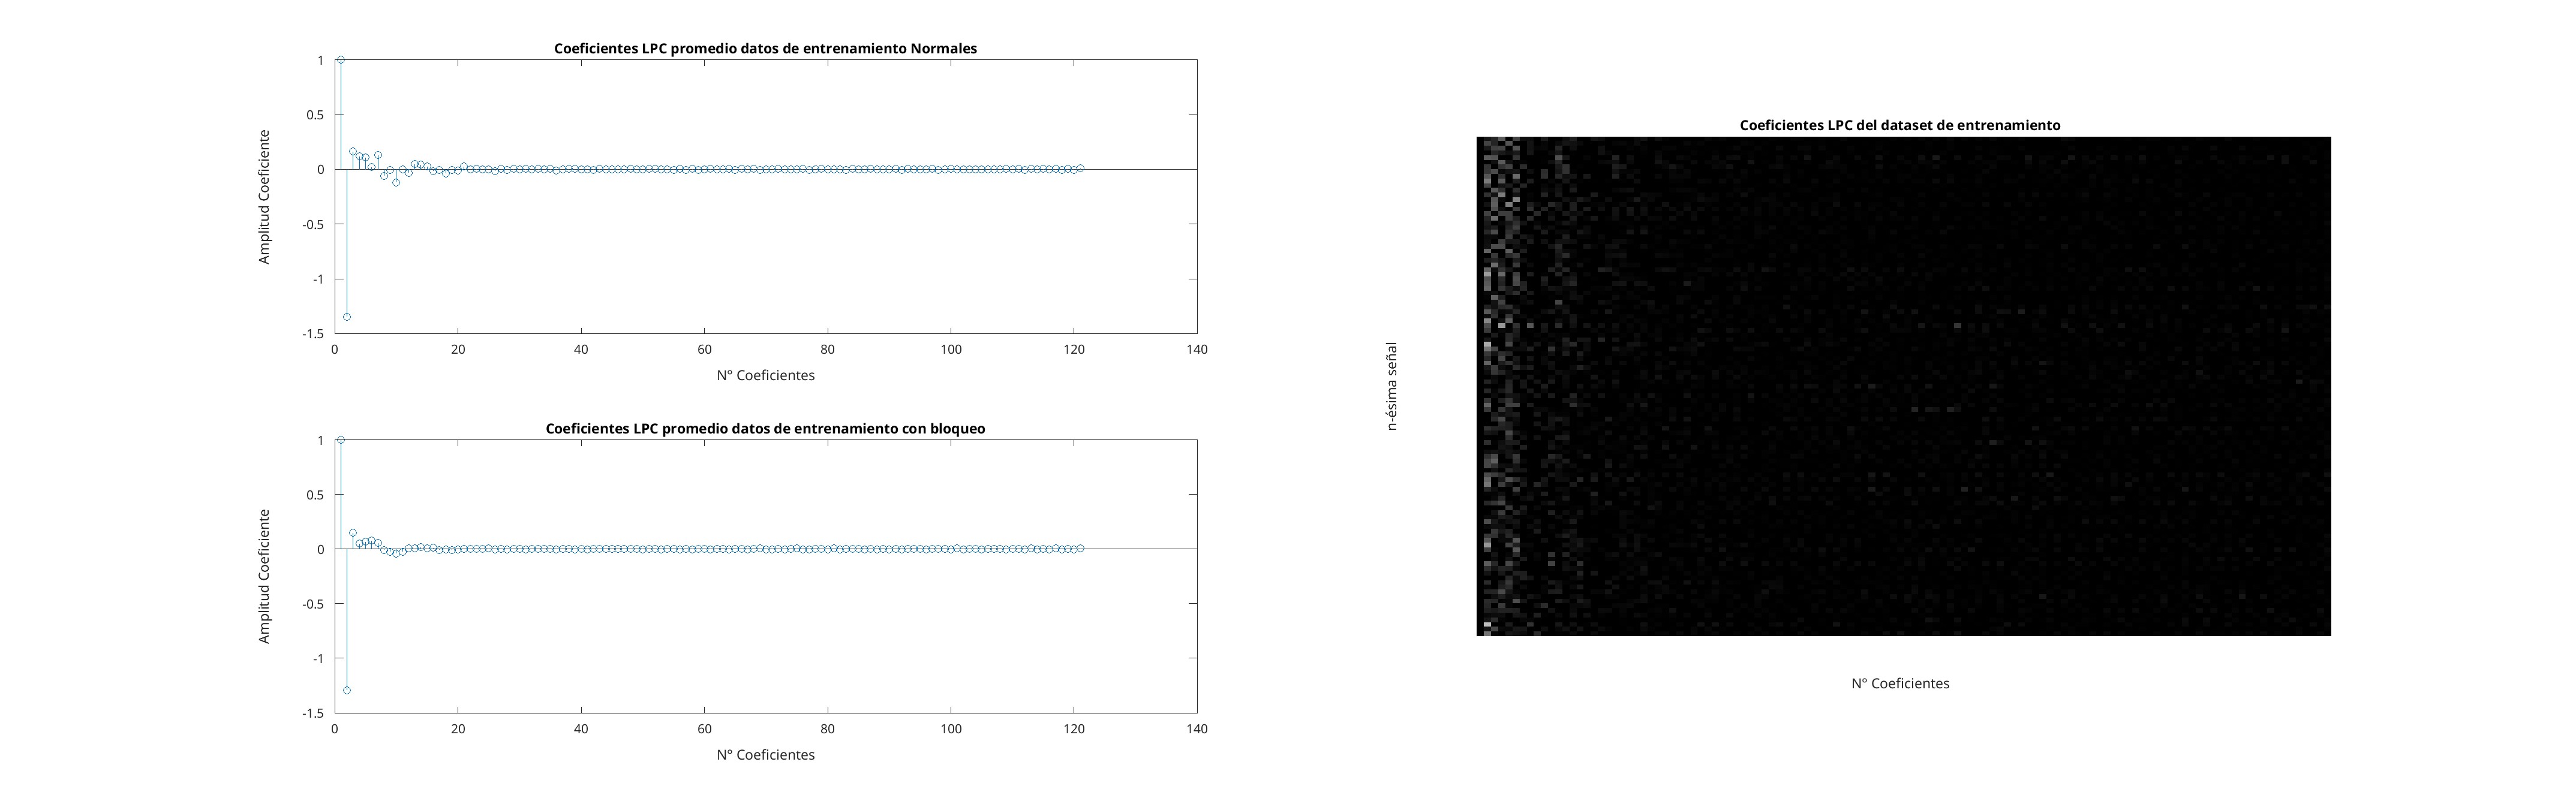 Coeficientes LPC promedio datos de entrenamiento Normales
1
0.5
0
-0.5
-1
-1.5
Amplitud Coeficiente
0 20 40 60 80 100 120 140
N° Coeficientes
Coeficientes LPC promedio datos de entrenamiento con bloqueo
1
0.5
0
-0.5
-1
-1.5
Amplitud Coeficiente
0 20 40 60 80 100 120 140
N° Coeficientes
Coeficientes LPC del dataset de entrenamiento
n-ésima señal
N° Coeficientes